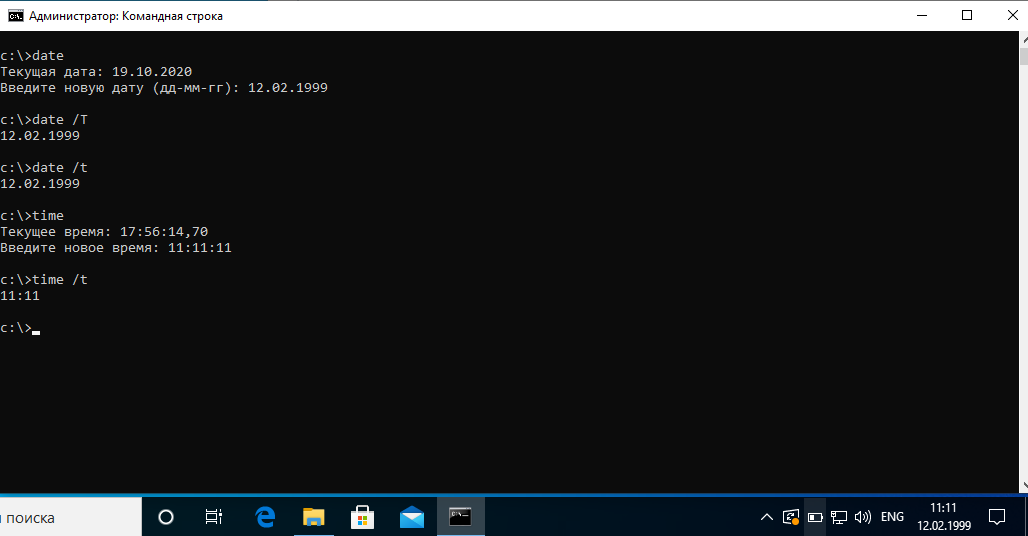 Администратор: Командная строка
c:\>date
Текущая дата: 19.10.2020
Введите новую дату (дд-мм-гг): 12.02.1999
c:\>date /T
12.02.1999
c:\>date /t
12.02.1999
c:\>time
Текущее время: 17:56:14,70
Введите новое время: 11:11:11
c:\>time /t
11:11
c:\>
поиска
ENG
11:11
12.02.1999